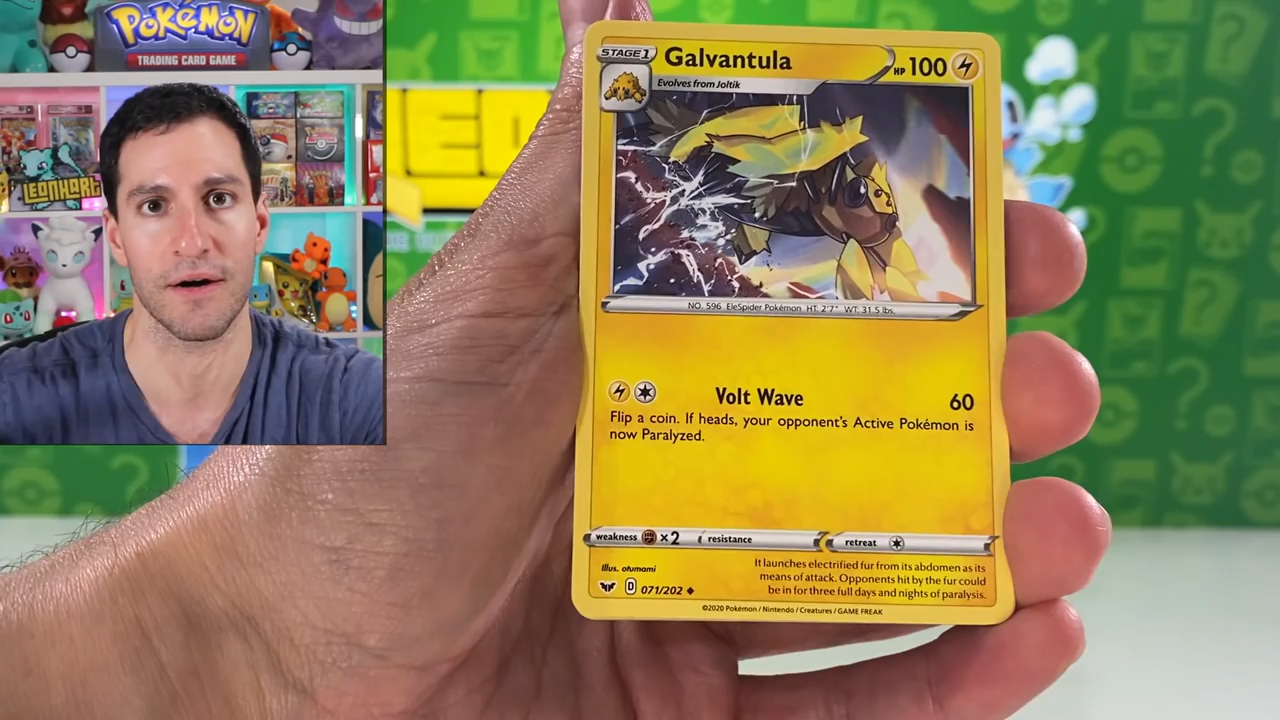 Pokémon
TRADING CARD GAME
LEONHART
STAGE 1
Galvantula
HP 100
Evolves from Joltik
NO. 596 EleSpider Pokémon HT: 2'7" WT: 31.5 lbs.
Volt Wave 60
Flip a coin. If heads, your opponent's Active Pokémon is
now Paralyzed.
weakness ×2 resistance retreat
Illus. otumami
D 071/202
It launches electrified fur from its abdomen as its
means of attack. Opponents hit by the fur could
be in for three full days and nights of paralysis.
©2020 Pokémon / Nintendo / Creatures / GAME FREAK